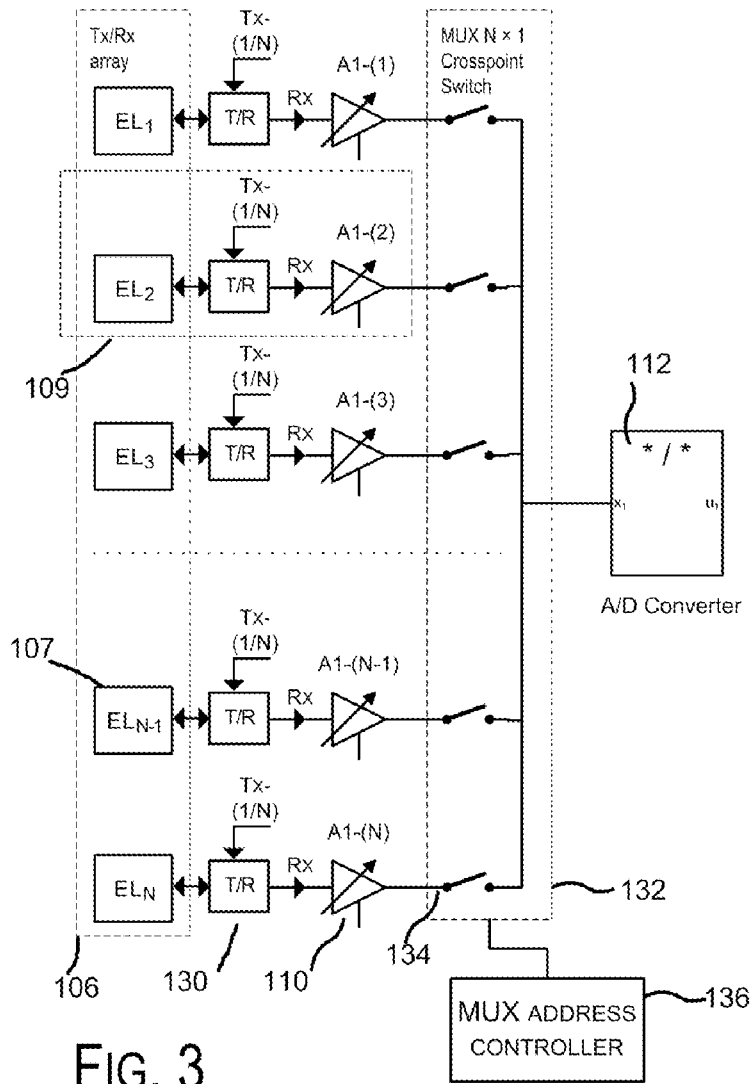 Tx/Rx
array
Tx-
(1/N)
A1-(1)
MUX N × 1
Crosspoint
Switch
EL1
T/R
Rx
Tx-
(1/N)
A1-(2)
EL2
T/R
Rx
109
Tx-
(1/N)
A1-(3)
EL3
T/R
Rx
112
* / *
x1
u1
A/D Converter
107
Tx-
(1/N)
A1-(N-1)
ELN-1
T/R
Rx
Tx-
(1/N)
A1-(N)
ELN
T/R
Rx
132
106
130
110
134
136
MUX ADDRESS
CONTROLLER
FIG. 3